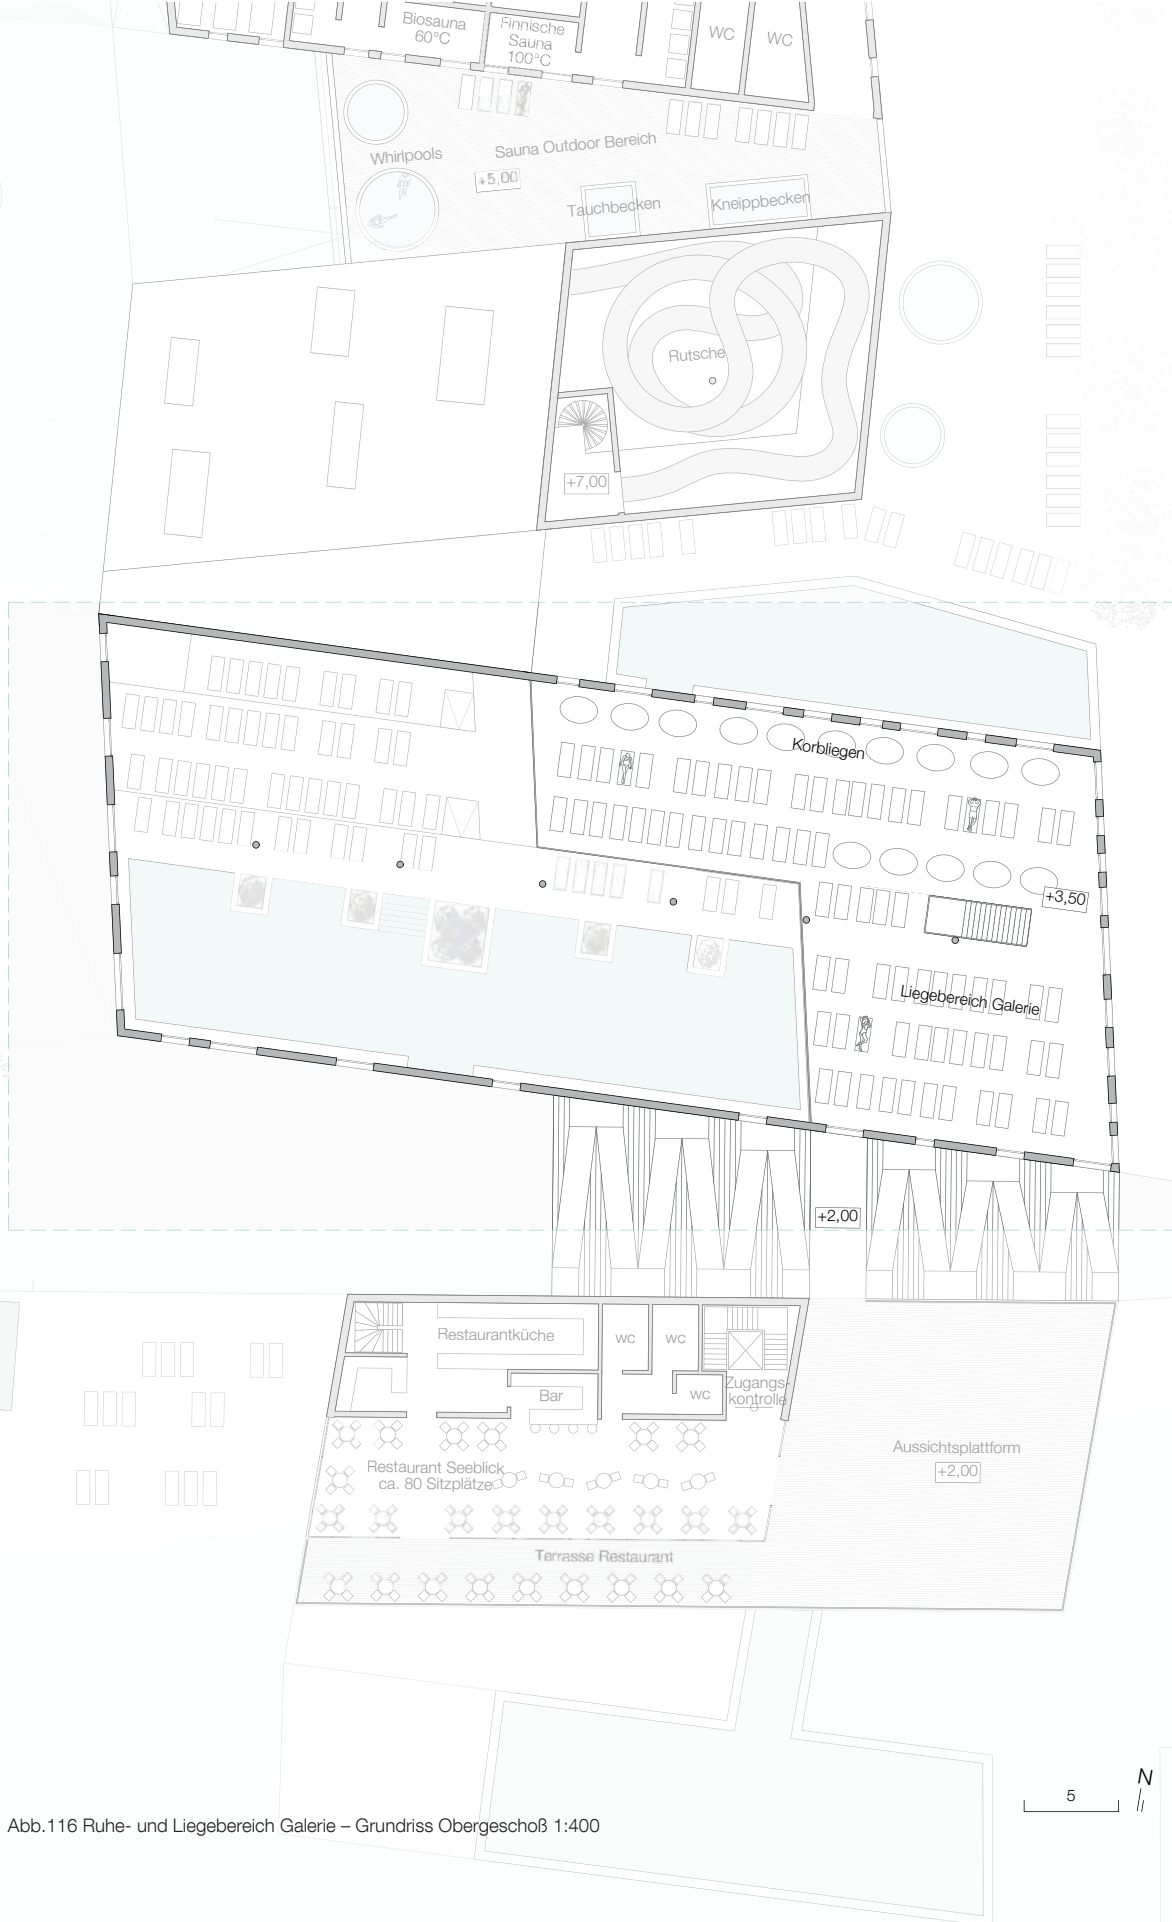 Biosauna
60°C
Finnische
Sauna
100°C
WC
WC
Whirlpools
Sauna Outdoor Bereich
+5,00
Tauchbecken
Kneippbecken
Rutsche
+7,00
Korbliegen
+3,50
Liegebereich Galerie
+2,00
Restaurantküche
wc
wc
Bar
wc
Zugangs-
kontrolle
Restaurant Seeblick
ca. 80 Sitzplätze
Aussichtsplattform
+2,00
Terrasse Restaurant
5
N
Abb.116 Ruhe- und Liegebereich Galerie – Grundriss Obergeschoß 1:400